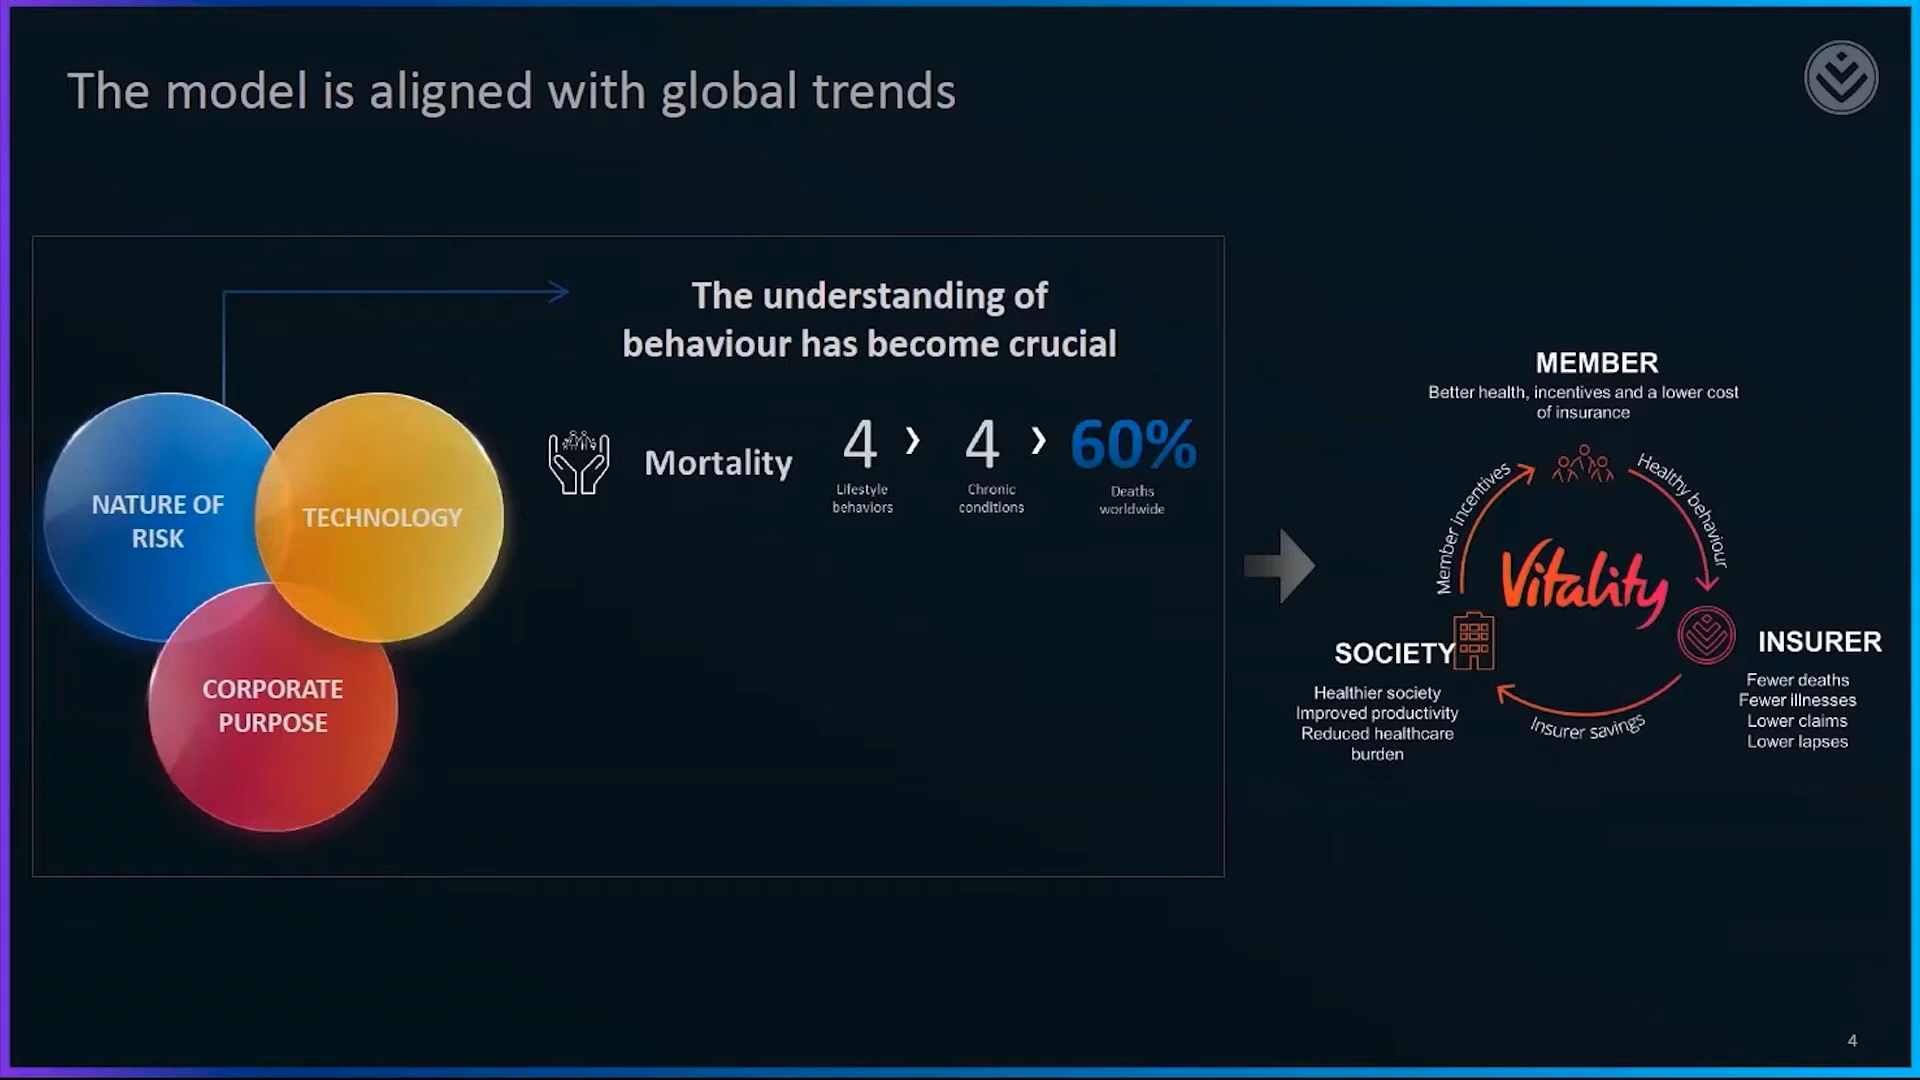 The model is aligned with global trends
The understanding of
behaviour has become crucial
NATURE OF
RISK
TECHNOLOGY
CORPORATE
PURPOSE
Mortality
4 › 4 › 60%
Lifestyle
behaviors
Chronic
conditions
Deaths
worldwide
MEMBER
Better health, incentives and a lower cost
of insurance
Member incentives
Healthy behaviour
Vitality
SOCIETY
Healthier society
Improved productivity
Reduced healthcare
burden
INSURER
Fewer deaths
Fewer illnesses
Lower claims
Lower lapses
Insurer savings
4